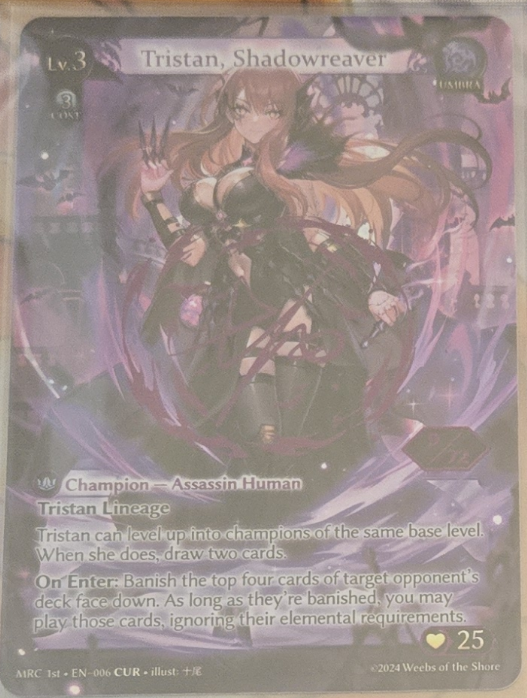 Lv.3
Tristan, Shadowreaver
UMBRA
3
COST
Champion — Assassin Human
Tristan Lineage
Tristan can level up into champions of the same base level.
When she does, draw two cards.
On Enter: Banish the top four cards of target opponent's
deck face down. As long as they're banished, you may
play those cards, ignoring their elemental requirements.
25
MRC 1st • EN-006 CUR • illust: 十尾
©2024 Weebs of the Shore